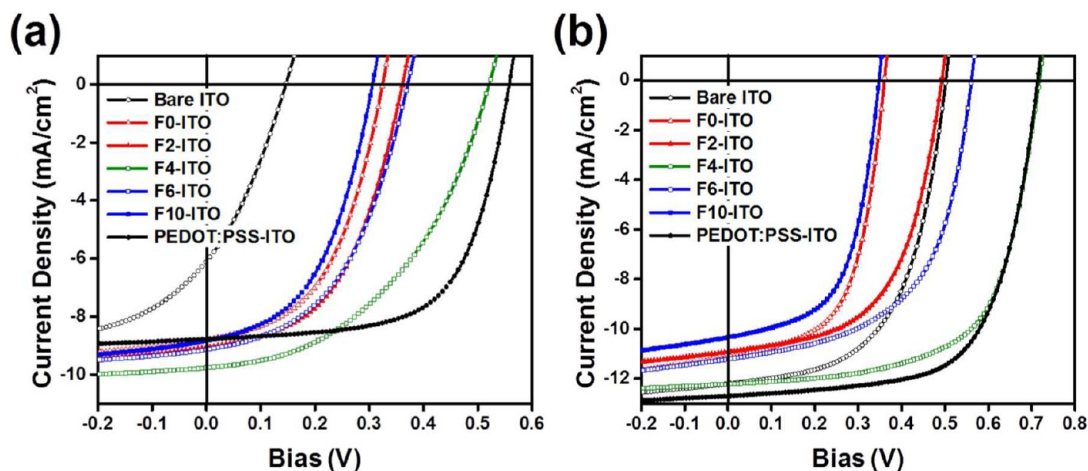 (a)
Current Density (mA/cm²)
0
-2
-4
-6
-8
-10
Bare ITO
F0-ITO
F2-ITO
F4-ITO
F6-ITO
F10-ITO
PEDOT:PSS-ITO
-0.2 -0.1 0.0 0.1 0.2 0.3 0.4 0.5 0.6
Bias (V)
(b)
Current Density (mA/cm²)
0
-2
-4
-6
-8
-10
-12
Bare ITO
F0-ITO
F2-ITO
F4-ITO
F6-ITO
F10-ITO
PEDOT:PSS-ITO
-0.2 -0.1 0.0 0.1 0.2 0.3 0.4 0.5 0.6 0.7 0.8
Bias (V)